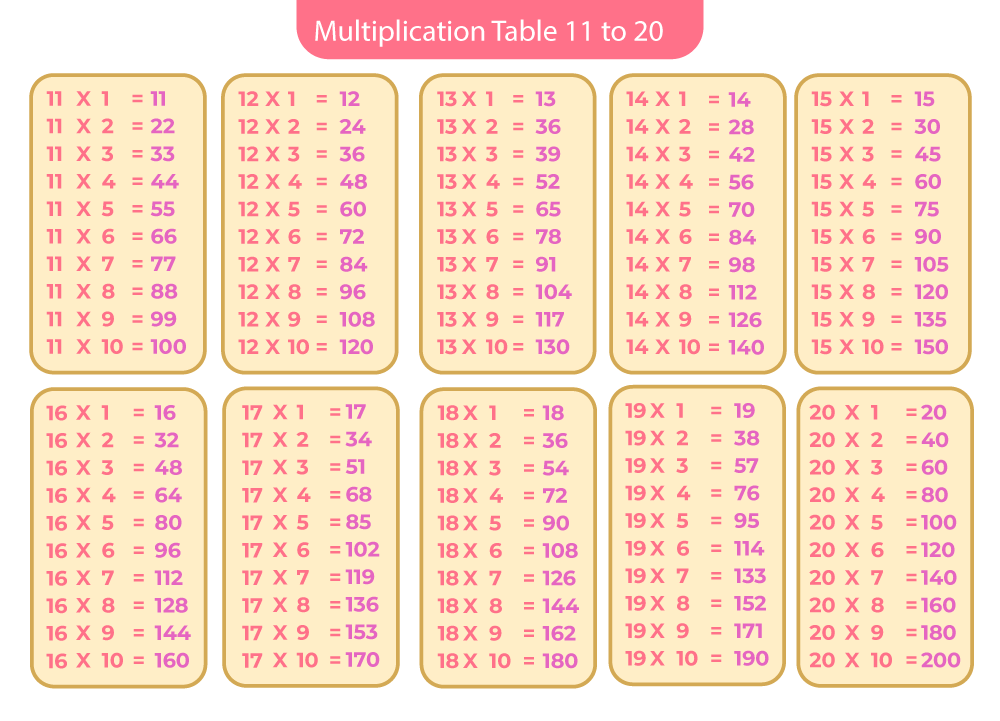 Multiplication Table 11 to 20
11 X 1 = 11
11 X 2 = 22
11 X 3 = 33
11 X 4 = 44
11 X 5 = 55
11 X 6 = 66
11 X 7 = 77
11 X 8 = 88
11 X 9 = 99
11 X 10 = 100
12 X 1 = 12
12 X 2 = 24
12 X 3 = 36
12 X 4 = 48
12 X 5 = 60
12 X 6 = 72
12 X 7 = 84
12 X 8 = 96
12 X 9 = 108
12 X 10 = 120
13 X 1 = 13
13 X 2 = 36
13 X 3 = 39
13 X 4 = 52
13 X 5 = 65
13 X 6 = 78
13 X 7 = 91
13 X 8 = 104
13 X 9 = 117
13 X 10 = 130
14 X 1 = 14
14 X 2 = 28
14 X 3 = 42
14 X 4 = 56
14 X 5 = 70
14 X 6 = 84
14 X 7 = 98
14 X 8 = 112
14 X 9 = 126
14 X 10 = 140
15 X 1 = 15
15 X 2 = 30
15 X 3 = 45
15 X 4 = 60
15 X 5 = 75
15 X 6 = 90
15 X 7 = 105
15 X 8 = 120
15 X 9 = 135
15 X 10 = 150
16 X 1 = 16
16 X 2 = 32
16 X 3 = 48
16 X 4 = 64
16 X 5 = 80
16 X 6 = 96
16 X 7 = 112
16 X 8 = 128
16 X 9 = 144
16 X 10 = 160
17 X 1 = 17
17 X 2 = 34
17 X 3 = 51
17 X 4 = 68
17 X 5 = 85
17 X 6 = 102
17 X 7 = 119
17 X 8 = 136
17 X 9 = 153
17 X 10 = 170
18 X 1 = 18
18 X 2 = 36
18 X 3 = 54
18 X 4 = 72
18 X 5 = 90
18 X 6 = 108
18 X 7 = 126
18 X 8 = 144
18 X 9 = 162
18 X 10 = 180
19 X 1 = 19
19 X 2 = 38
19 X 3 = 57
19 X 4 = 76
19 X 5 = 95
19 X 6 = 114
19 X 7 = 133
19 X 8 = 152
19 X 9 = 171
19 X 10 = 190
20 X 1 = 20
20 X 2 = 40
20 X 3 = 60
20 X 4 = 80
20 X 5 = 100
20 X 6 = 120
20 X 7 = 140
20 X 8 = 160
20 X 9 = 180
20 X 10 = 200